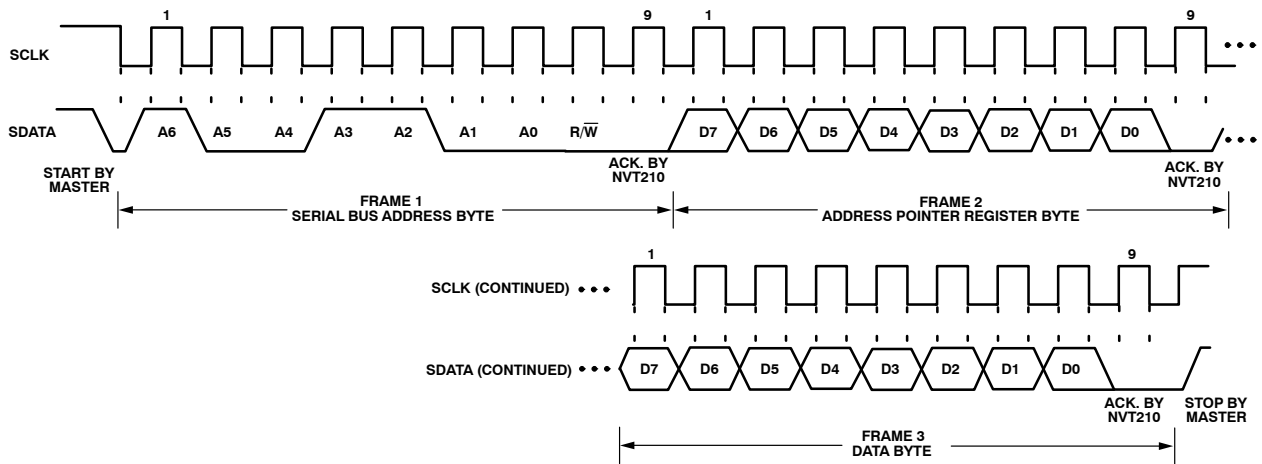 1 9 1 9
SCLK
SDATA A6 A5 A4 A3 A2 A1 A0 R/W̅ D7 D6 D5 D4 D3 D2 D1 D0
START BY
MASTER
ACK. BY
NVT210
ACK. BY
NVT210
FRAME 1
SERIAL BUS ADDRESS BYTE
FRAME 2
ADDRESS POINTER REGISTER BYTE
1 9
SCLK (CONTINUED)
SDATA (CONTINUED) D7 D6 D5 D4 D3 D2 D1 D0
ACK. BY
NVT210
STOP BY
MASTER
FRAME 3
DATA BYTE